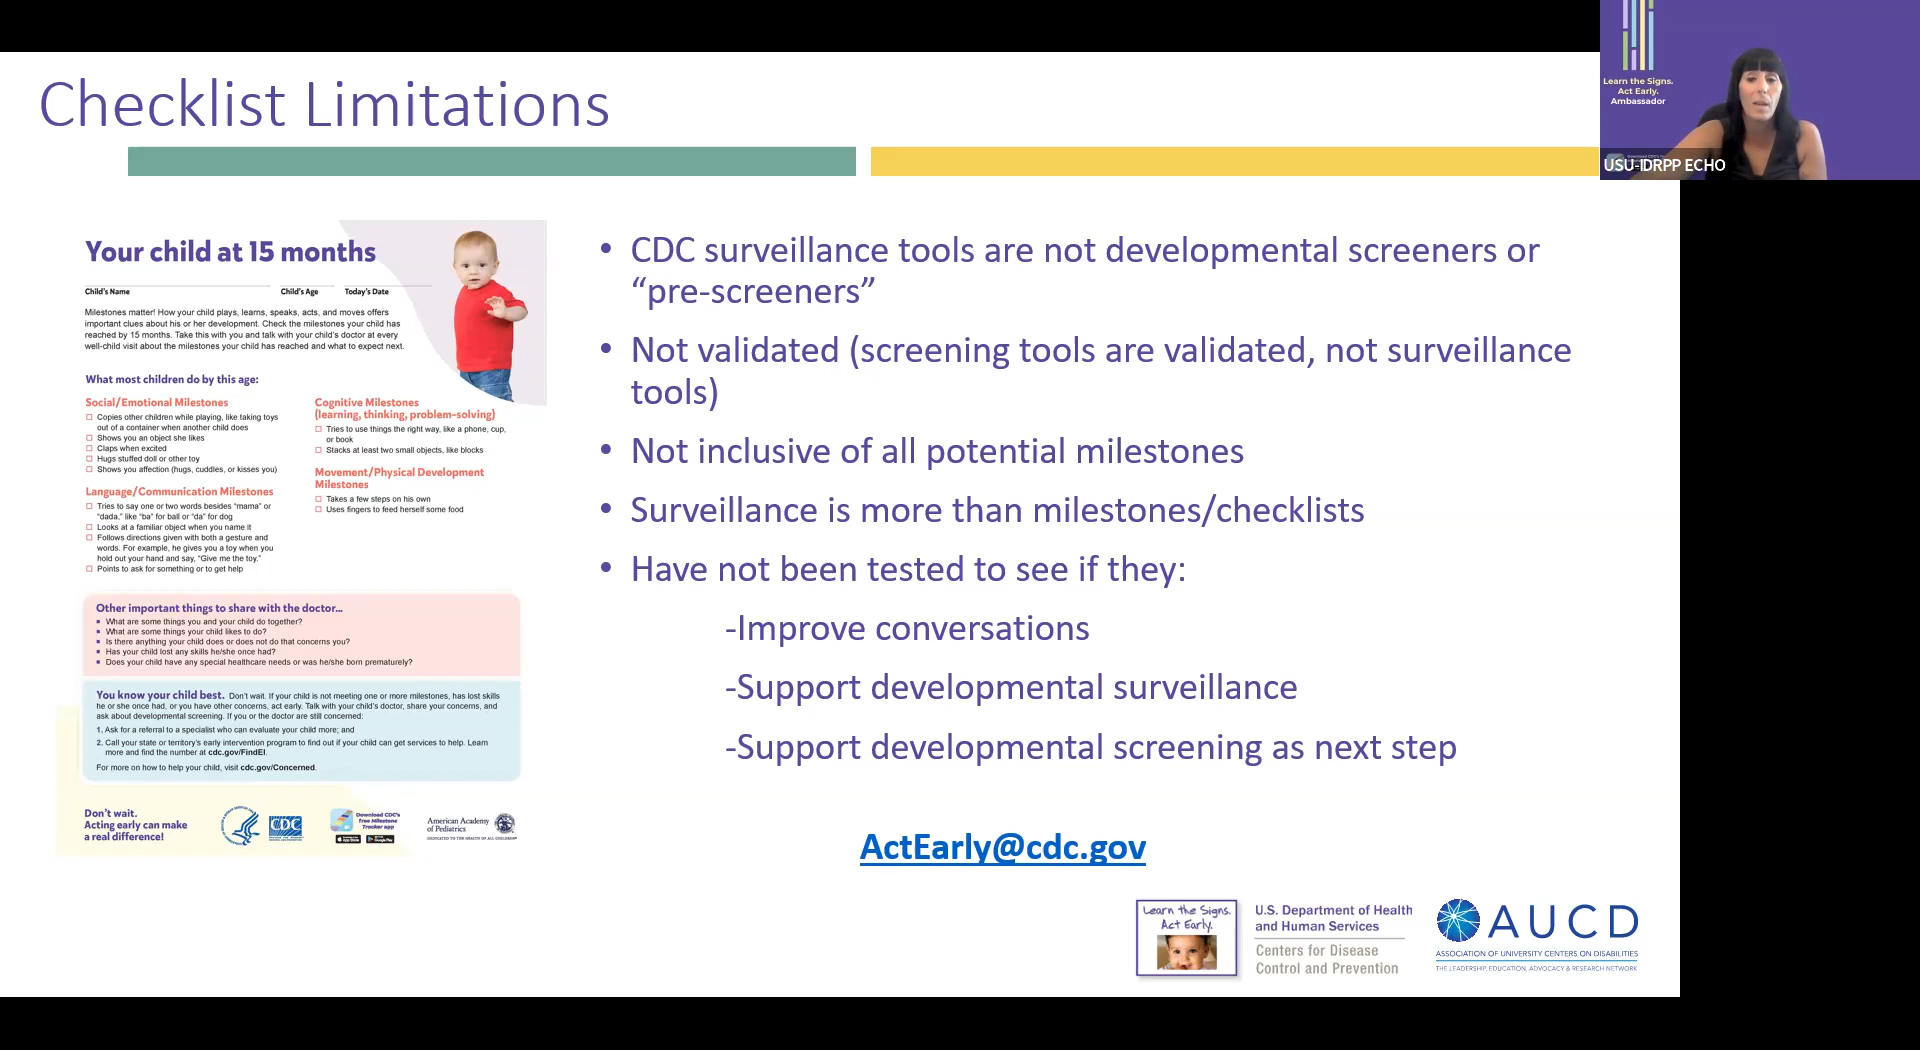 Checklist Limitations
Learn the Signs.
Act Early.
Ambassador
USU-IDRPP ECHO
Your child at 15 months
Child's Name Child's Age Today's Date
Milestones matter! How your child plays, learns, speaks, acts, and moves offers
important clues about his or her development. Check the milestones your child has
reached by 15 months. Take this with you and talk with your child's doctor at every
well-child visit about the milestones your child has reached and what to expect next.
What most children do by this age:
Social/Emotional Milestones
Copies other children while playing, like taking toys
out of a container when another child does
Shows you an object she likes
Claps when excited
Hugs stuffed doll or other toy
Shows you affection (hugs, cuddles, or kisses you)
Language/Communication Milestones
Tries to say one or two words besides "mama" or
"dada," like "ba" for ball or "da" for dog
Looks at a familiar object when you name it
Follows directions given with both a gesture and
words. For example, he gives you a toy when you
hold out your hand and say, "Give me the toy."
Points to ask for something or to get help
Cognitive Milestones
(learning, thinking, problem-solving)
Tries to use things the right way, like a phone, cup,
or book
Stacks at least two small objects, like blocks
Movement/Physical Development
Milestones
Takes a few steps on his own
Uses fingers to feed herself some food
Other important things to share with the doctor...
▪ What are some things you and your child do together?
▪ What are some things your child likes to do?
▪ Is there anything your child does or does not do that concerns you?
▪ Has your child lost any skills he/she once had?
▪ Does your child have any special healthcare needs or was he/she born prematurely?
You know your child best. Don't wait. If your child is not meeting one or more milestones, has lost skills
he or she once had, or you have other concerns, act early. Talk with your child's doctor, share your concerns, and
ask about developmental screening. If you or the doctor are still concerned:
1. Ask for a referral to a specialist who can evaluate your child more; and
2. Call your state or territory's early intervention program to find out if your child can get services to help. Learn
more and find the number at cdc.gov/FindEI.
For more on how to help your child, visit cdc.gov/Concerned.
Don't wait.
Acting early can make
a real difference!
CDC
Download CDC's
free Milestone
Tracker app
American Academy
of Pediatrics
DEDICATED TO THE HEALTH OF ALL CHILDREN
• CDC surveillance tools are not developmental screeners or
“pre-screeners”
• Not validated (screening tools are validated, not surveillance
tools)
• Not inclusive of all potential milestones
• Surveillance is more than milestones/checklists
• Have not been tested to see if they:
-Improve conversations
-Support developmental surveillance
-Support developmental screening as next step
ActEarly@cdc.gov
Learn the Signs.
Act Early.
U.S. Department of Health
and Human Services
Centers for Disease
Control and Prevention
AUCD
ASSOCIATION OF UNIVERSITY CENTERS ON DISABILITIES
THE LEADERSHIP, EDUCATION, ADVOCACY & RESEARCH NETWORK